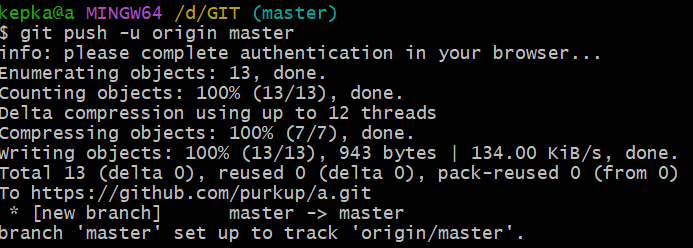 kepka@a MINGW64 /d/GIT (master)
$ git push -u origin master
info: please complete authentication in your browser...
Enumerating objects: 13, done.
Counting objects: 100% (13/13), done.
Delta compression using up to 12 threads
Compressing objects: 100% (7/7), done.
Writing objects: 100% (13/13), 943 bytes | 134.00 KiB/s, done.
Total 13 (delta 0), reused 0 (delta 0), pack-reused 0 (from 0)
To https://github.com/purkup/a.git
 * [new branch]      master -> master
branch 'master' set up to track 'origin/master'.